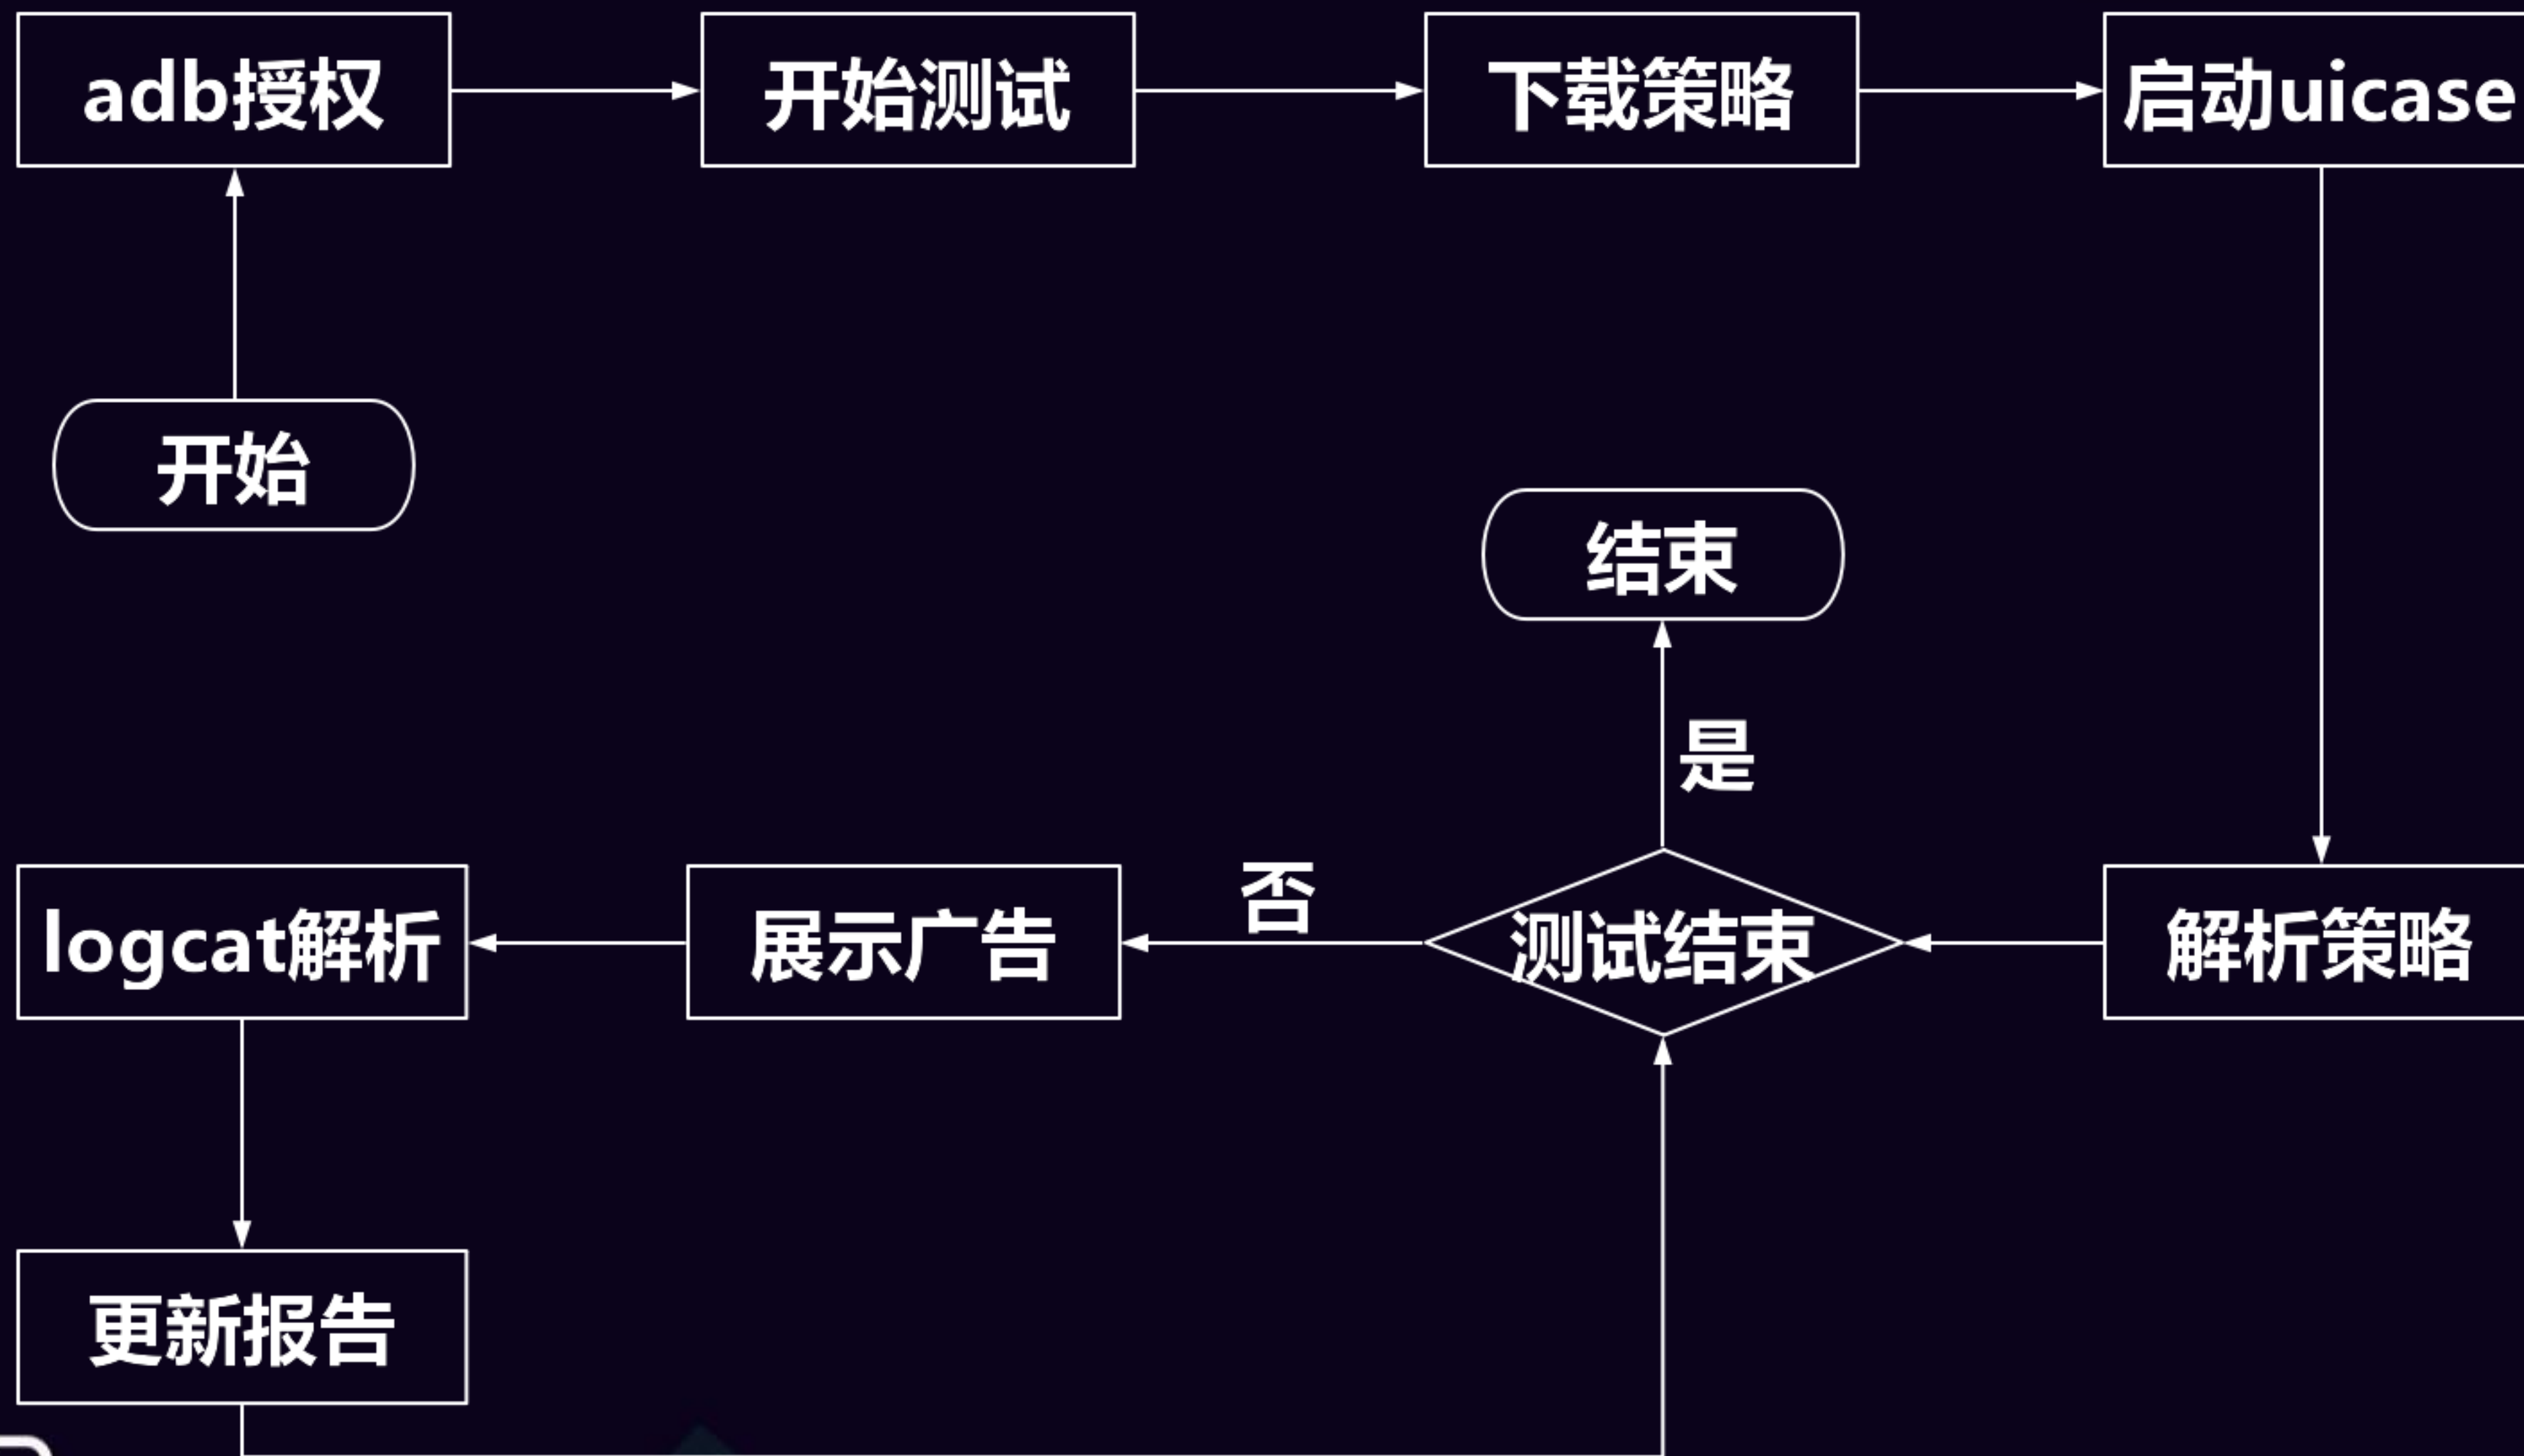 adb授权
开始测试
下载策略
启动uicase
开始
结束
是
否
logcat解析
展示广告
测试结束
解析策略
更新报告